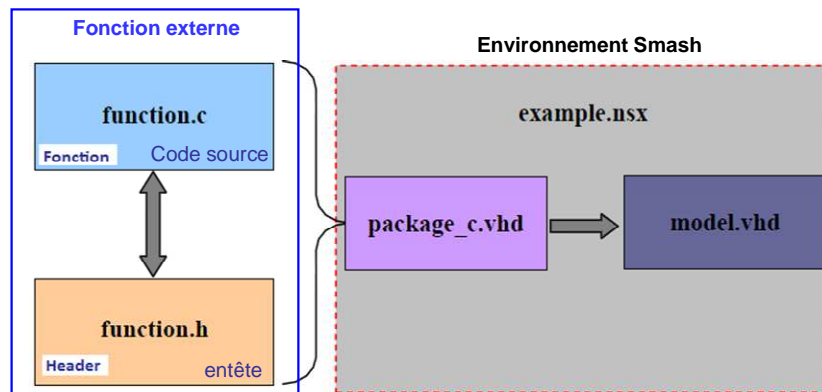 Fonction externe
function.c
Fonction
Code source
function.h
Header
entête
Environnement Smash
example.nsx
package_c.vhd
model.vhd